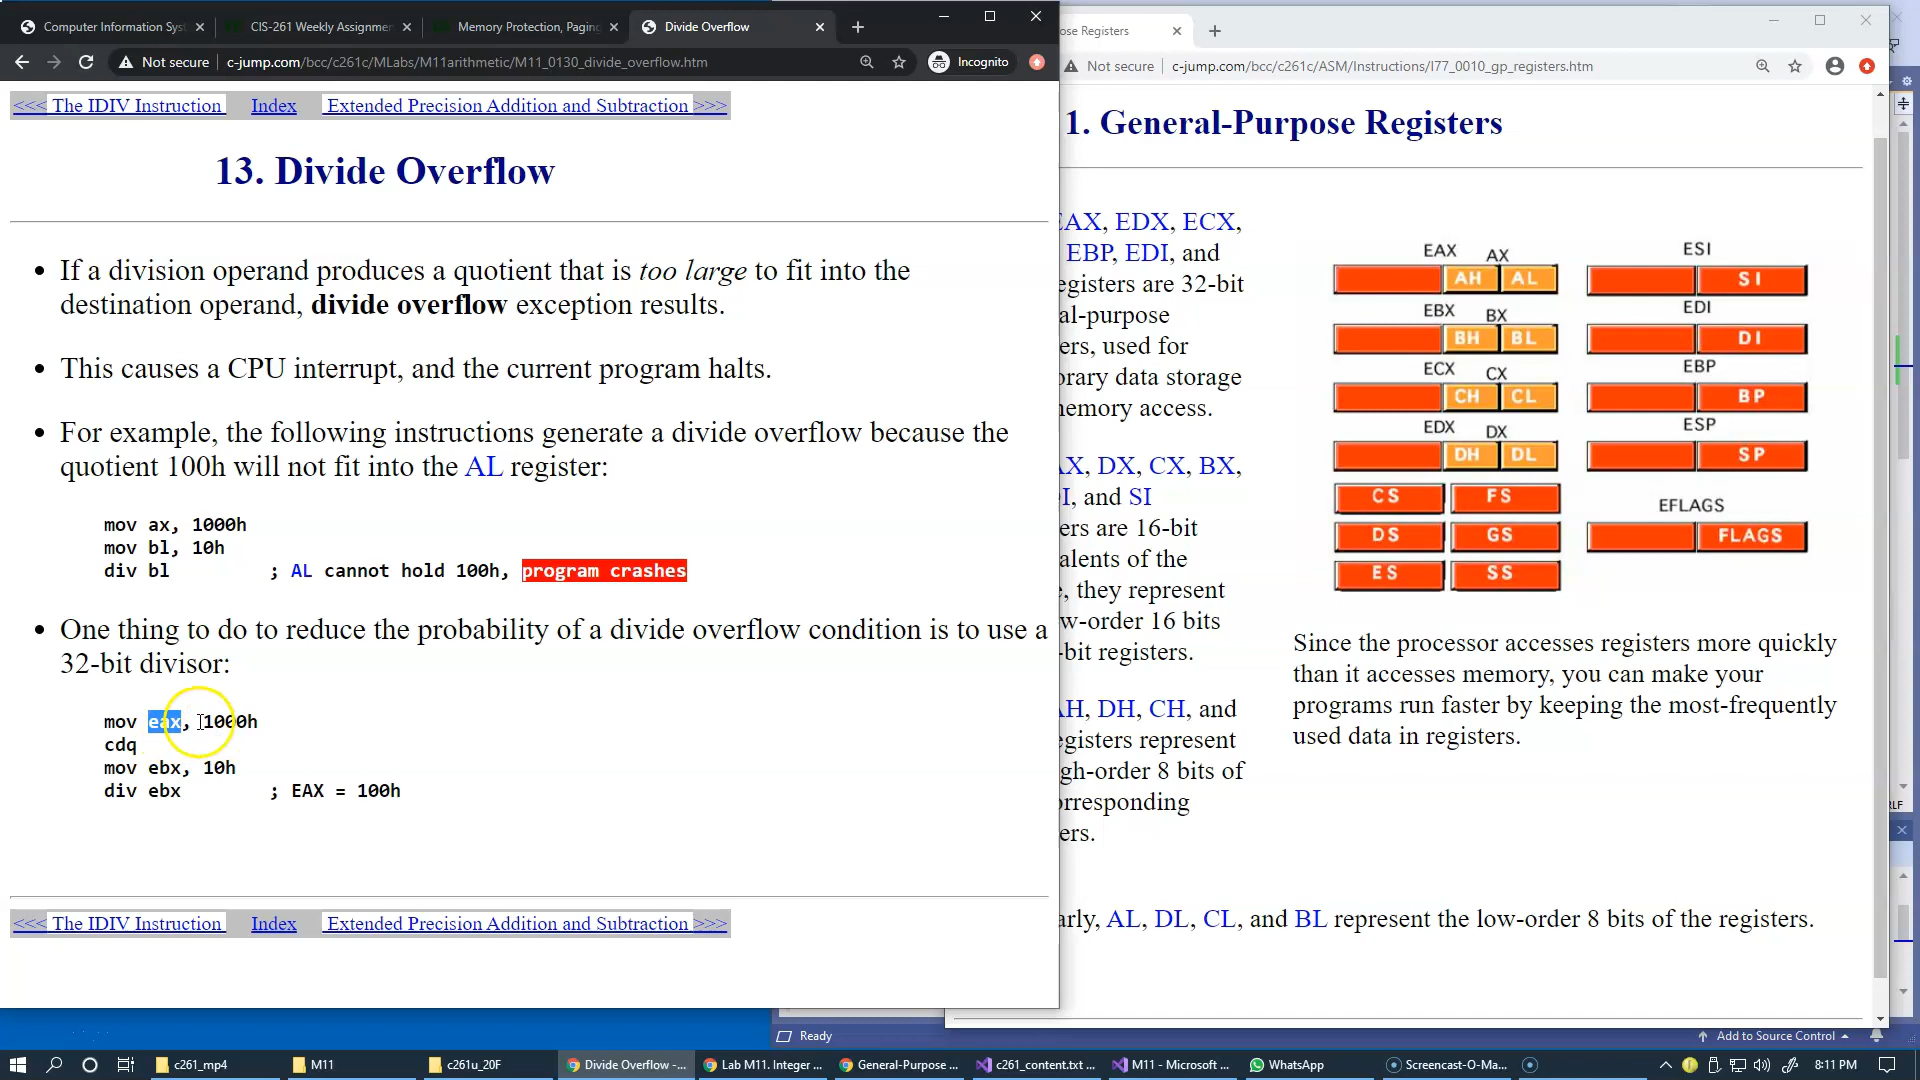 Computer Information Syst
CIS-261 Weekly Assignmen
Memory Protection, Paging
Divide Overflow
Not secure
c-jump.com/bcc/c261c/MLabs/M11arithmetic/M11_0130_divide_overflow.htm
Incognito
<<< The IDIV Instruction Index Extended Precision Addition and Subtraction >>>
13. Divide Overflow
If a division operand produces a quotient that is too large to fit into the
destination operand, divide overflow exception results.
This causes a CPU interrupt, and the current program halts.
For example, the following instructions generate a divide overflow because the
quotient 100h will not fit into the AL register:
mov ax, 1000h
mov bl, 10h
div bl ; AL cannot hold 100h, program crashes
One thing to do to reduce the probability of a divide overflow condition is to use a
32-bit divisor:
mov eax, 1000h
cdq
mov ebx, 10h
div ebx ; EAX = 100h
<<< The IDIV Instruction Index Extended Precision Addition and Subtraction >>>
ose Registers
Not secure
c-jump.com/bcc/c261c/ASM/Instructions/I77_0010_gp_registers.htm
1. General-Purpose Registers
EAX, EDX, ECX,
EBP, EDI, and
egisters are 32-bit
al-purpose
ers, used for
orary data storage
nemory access.
AX, DX, CX, BX,
DI, and SI
ers are 16-bit
alents of the
e, they represent
w-order 16 bits
-bit registers.
AH, DH, CH, and
egisters represent
gh-order 8 bits of
orresponding
ers.
arly, AL, DL, CL, and BL represent the low-order 8 bits of the registers.
EAX AX
AH AL
EBX BX
BH BL
ECX CX
CH CL
EDX DX
DH DL
CS FS
DS GS
ES SS
ESI
SI
EDI
DI
EBP
BP
ESP
SP
EFLAGS
FLAGS
Since the processor accesses registers more quickly
than it accesses memory, you can make your
programs run faster by keeping the most-frequently
used data in registers.
RLF
Ready
Add to Source Control
c261_mp4
M11
c261u_20F
Divide Overflow -...
Lab M11. Integer ...
General-Purpose ...
c261_content.txt ...
M11 - Microsoft ...
WhatsApp
Screencast-O-Ma...
8:11 PM